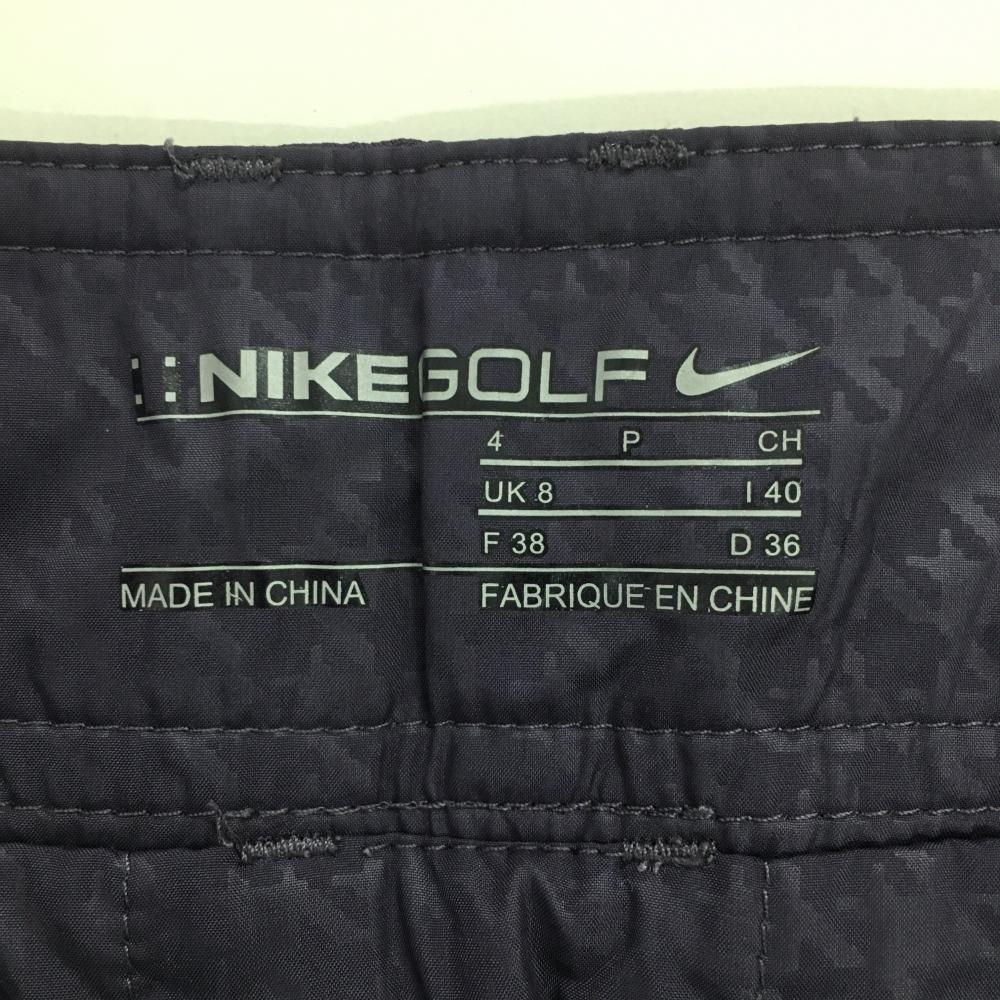 NIKEGOLF
4 P CH
UK 8 I 40
F 38 D 36
MADE IN CHINA FABRIQUE EN CHINE